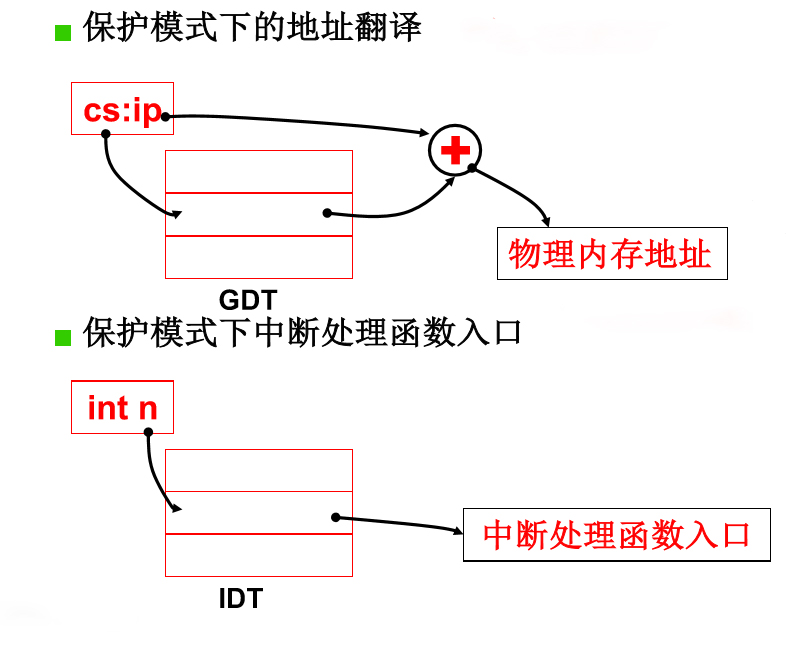 保护模式下的地址翻译
cs:ip
GDT
物理内存地址
保护模式下中断处理函数入口
int n
中断处理函数入口
IDT